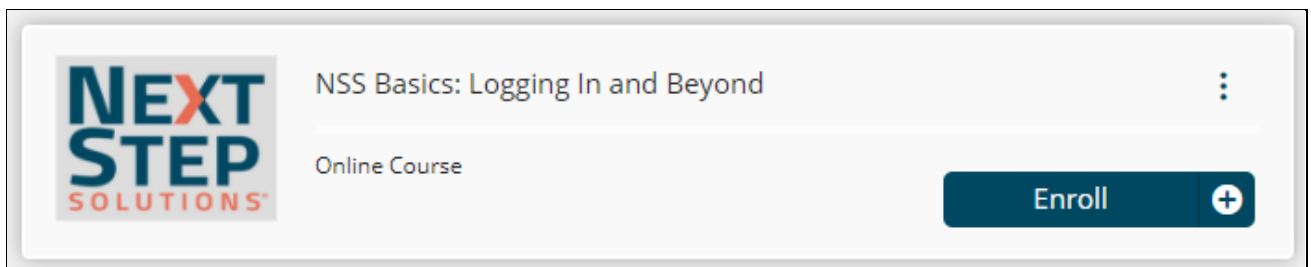 NEXT
STEP
SOLUTIONS
NSS Basics: Logging In and Beyond
Online Course
Enroll